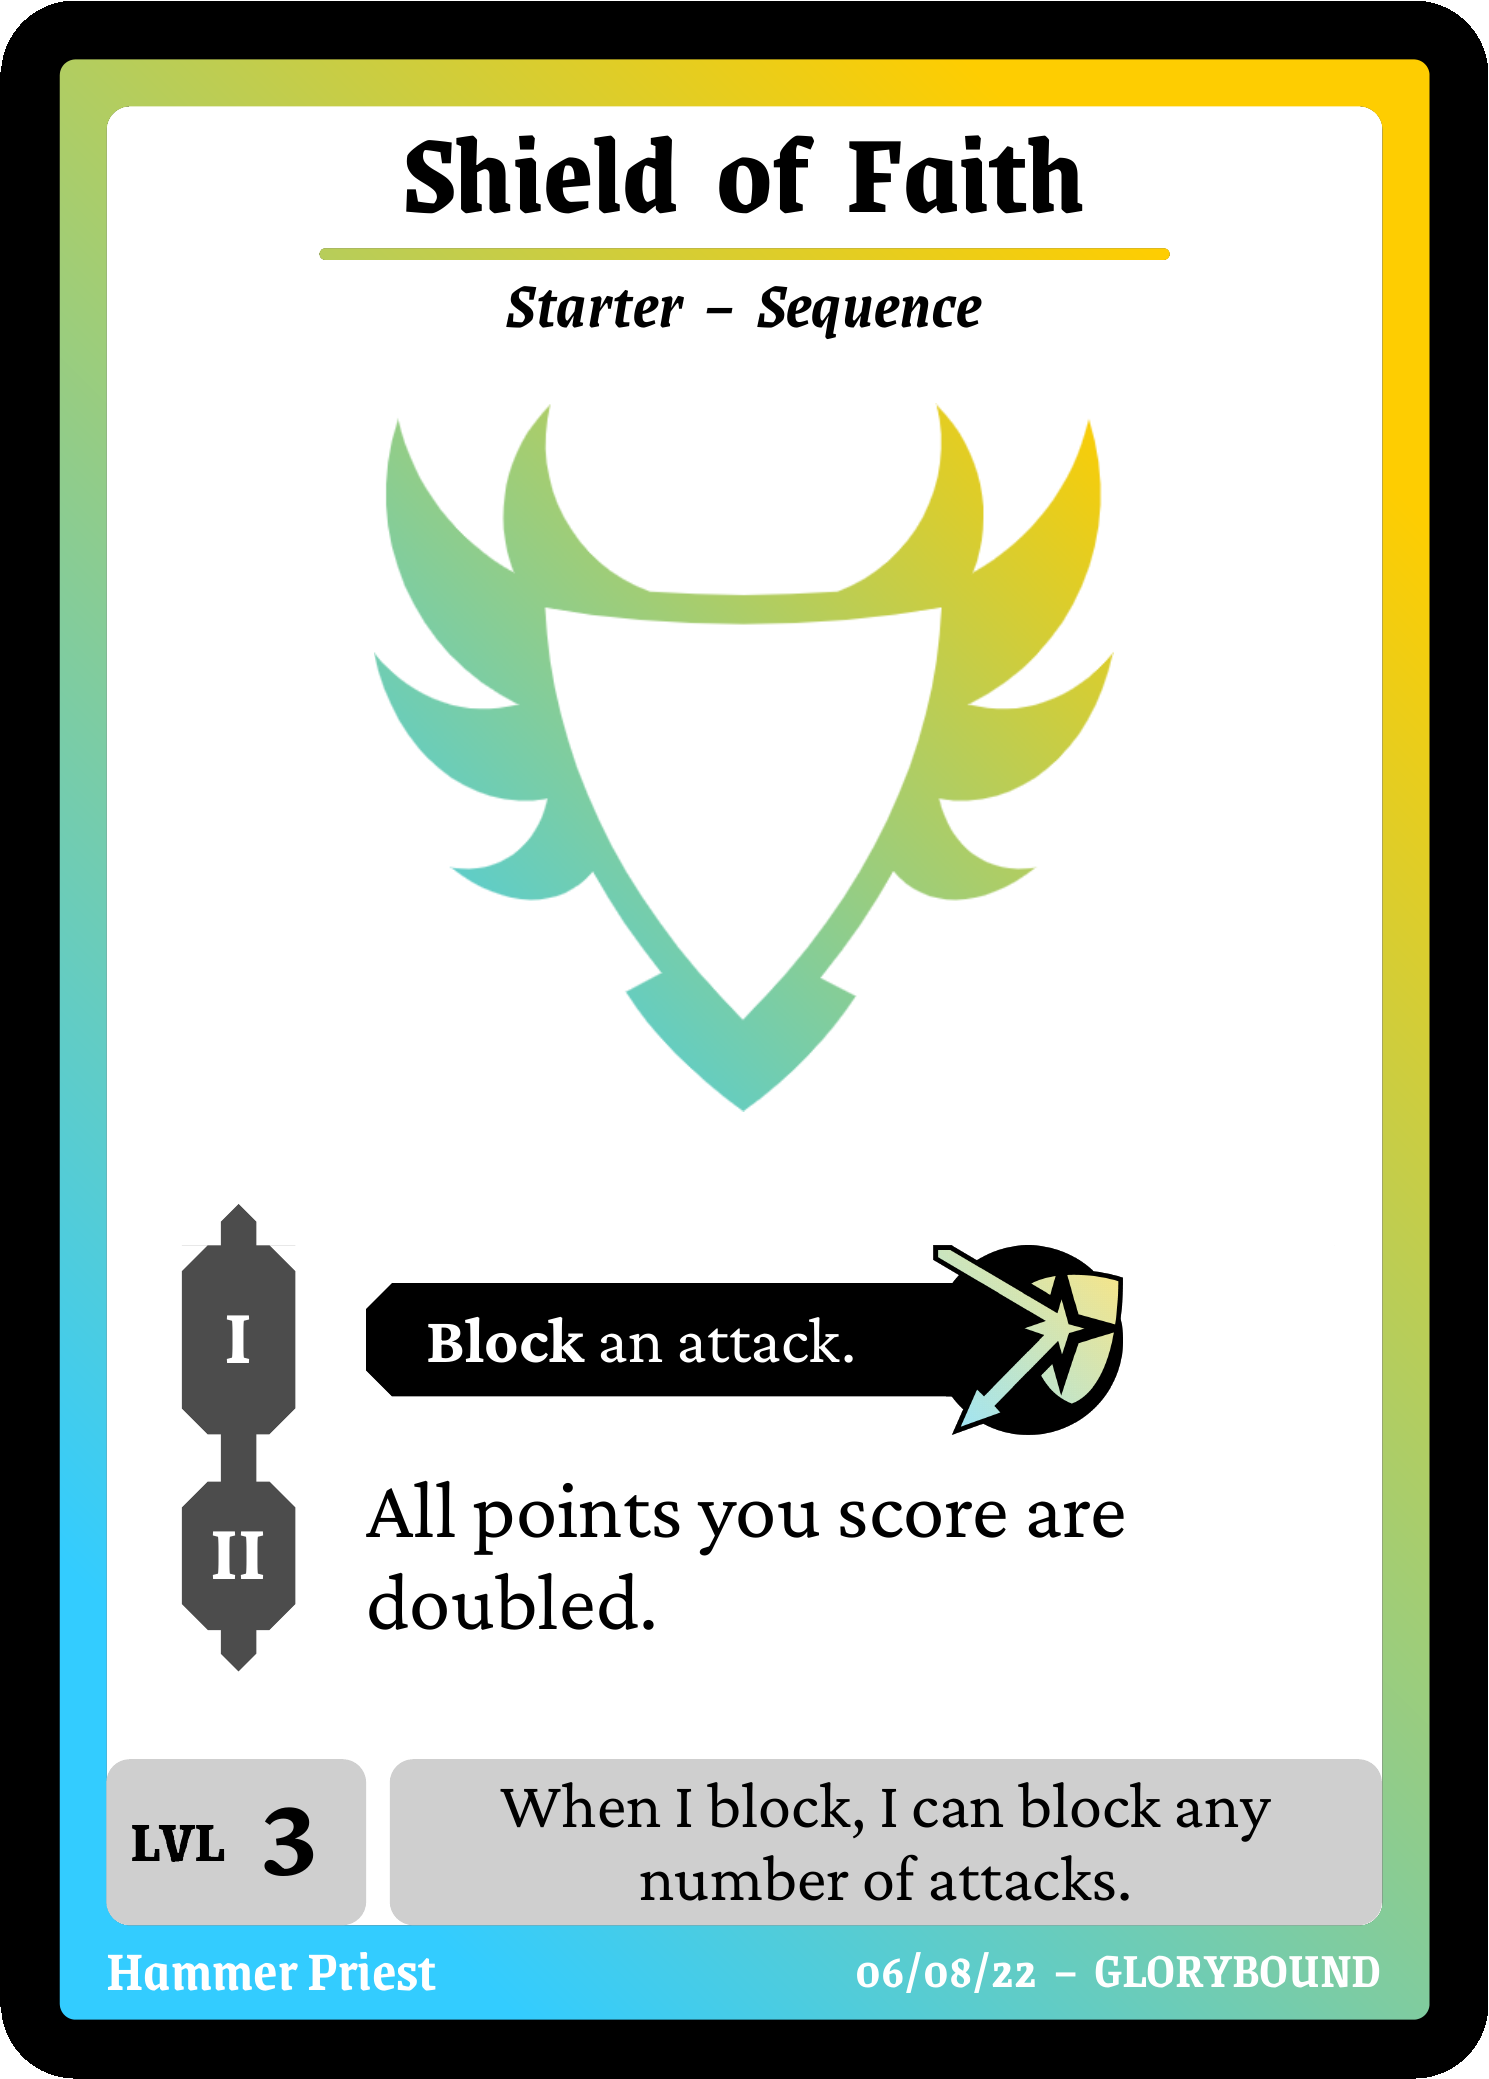 Shield of Faith
Starter – Sequence
I
Block an attack.
II
All points you score are
doubled.
LVL 3
When I block, I can block any
number of attacks.
Hammer Priest
06/08/22 – GLORYBOUND